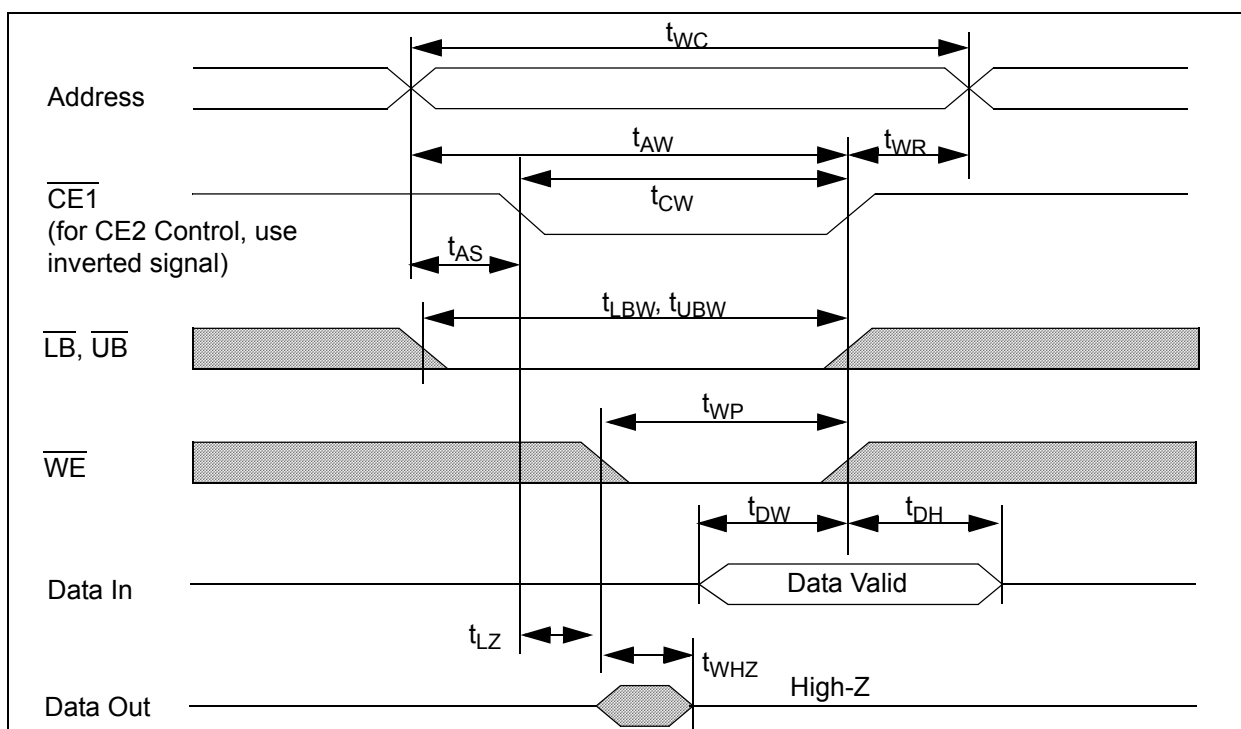 tWC
Address
tAW
tWR
CE1
(for CE2 Control, use
inverted signal)
tCW
tAS
tLBW, tUBW
LB, UB
tWP
WE
tDW
tDH
Data In
Data Valid
tLZ
tWHZ
High-Z
Data Out